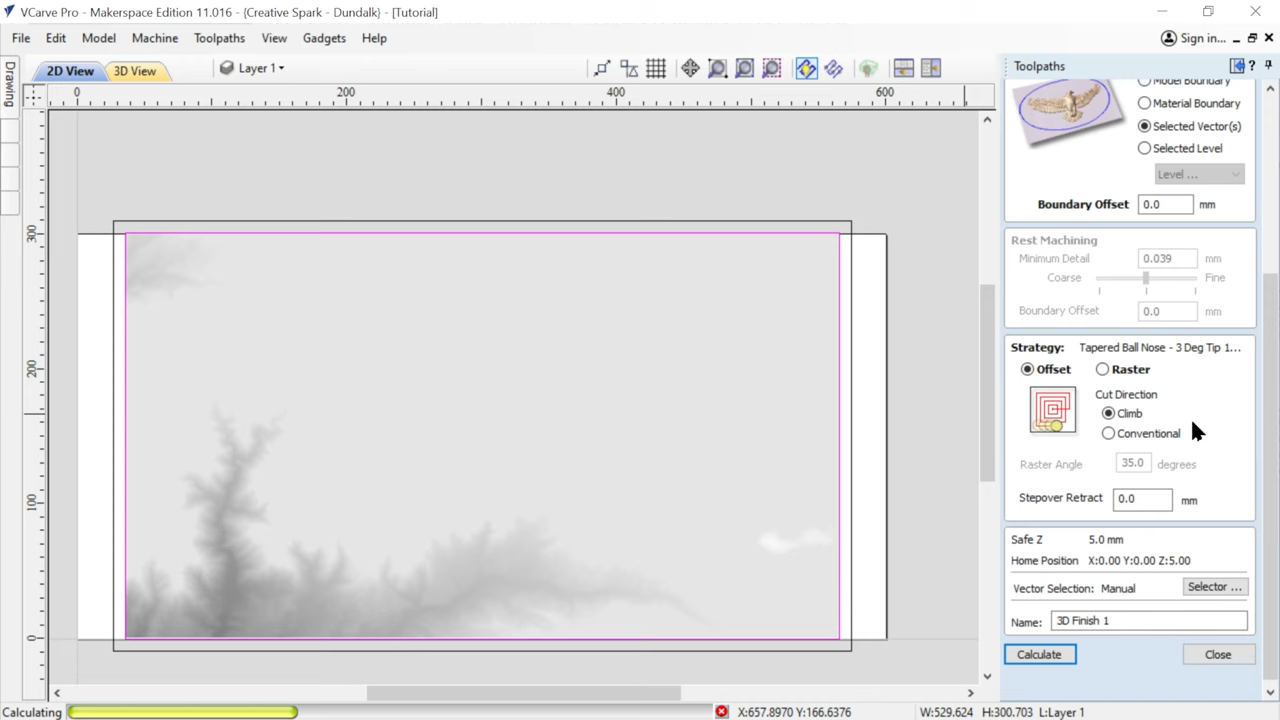 VCarve Pro - Makerspace Edition 11.016 - {Creative Spark - Dundalk} - [Tutorial]
File Edit Model Machine Toolpaths View Gadgets Help
Sign in...
Drawing
2D View 3D View
Layer 1
Toolpaths
0 200 400 600
300
200
100
0
Model Boundary
Material Boundary
Selected Vector(s)
Selected Level
Level ...
Boundary Offset 0.0 mm
Rest Machining
Minimum Detail 0.039 mm
Coarse Fine
Boundary Offset 0.0 mm
Strategy: Tapered Ball Nose - 3 Deg Tip 1...
Offset Raster
Cut Direction
Climb
Conventional
Raster Angle 35.0 degrees
Stepover Retract 0.0 mm
Safe Z 5.0 mm
Home Position X:0.00 Y:0.00 Z:5.00
Vector Selection: Manual Selector ...
Name: 3D Finish 1
Calculate Close
Calculating X:657.8970 Y:166.6376 W:529.624 H:300.703 L:Layer 1